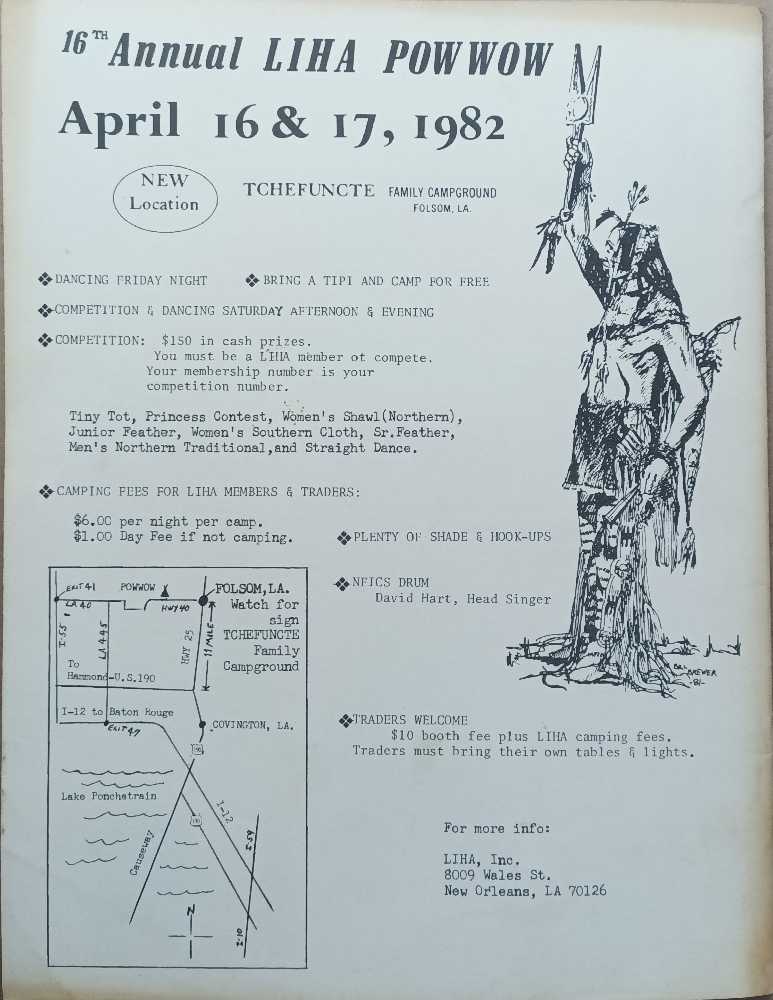 16TH Annual LIHA POWWOW
April 16 & 17, 1982
NEW
Location
TCHEFUNCTE FAMILY CAMPGROUND
FOLSOM, LA.
DANCING FRIDAY NIGHT
BRING A TIPI AND CAMP FOR FREE
COMPETITION & DANCING SATURDAY AFTERNOON & EVENING
COMPETITION: $150 in cash prizes.
You must be a LIHA member ot compete.
Your membership number is your
competition number.
Tiny Tot, Princess Contest, Women's Shawl(Northern),
Junior Feather, Women's Southern Cloth, Sr.Feather,
Men's Northern Traditional,and Straight Dance.
CAMPING FEES FOR LIHA MEMBERS & TRADERS:
$6.00 per night per camp.
$1.00 Day Fee if not camping.
PLENTY OF SHADE & HOOK-UPS
NFICS DRUM
David Hart, Head Singer
EXIT 41
POWWOW
FOLSOM,LA.
LA 40
HWY 40
Watch for
sign
TCHEFUNCTE
Family
Campground
I-55
LA 445
HWY 25
11 MILE
To
Hammond-U.S.190
I-12 to Baton Rouge
EXIT 47
COVINGTON, LA.
190
Lake Ponchetrain
I-12
190
Causeway
I-59
N
I-10
BREWER
-81-
TRADERS WELCOME
$10 booth fee plus LIHA camping fees.
Traders must bring their own tables & lights.
For more info:
LIHA, Inc.
8009 Wales St.
New Orleans, LA 70126